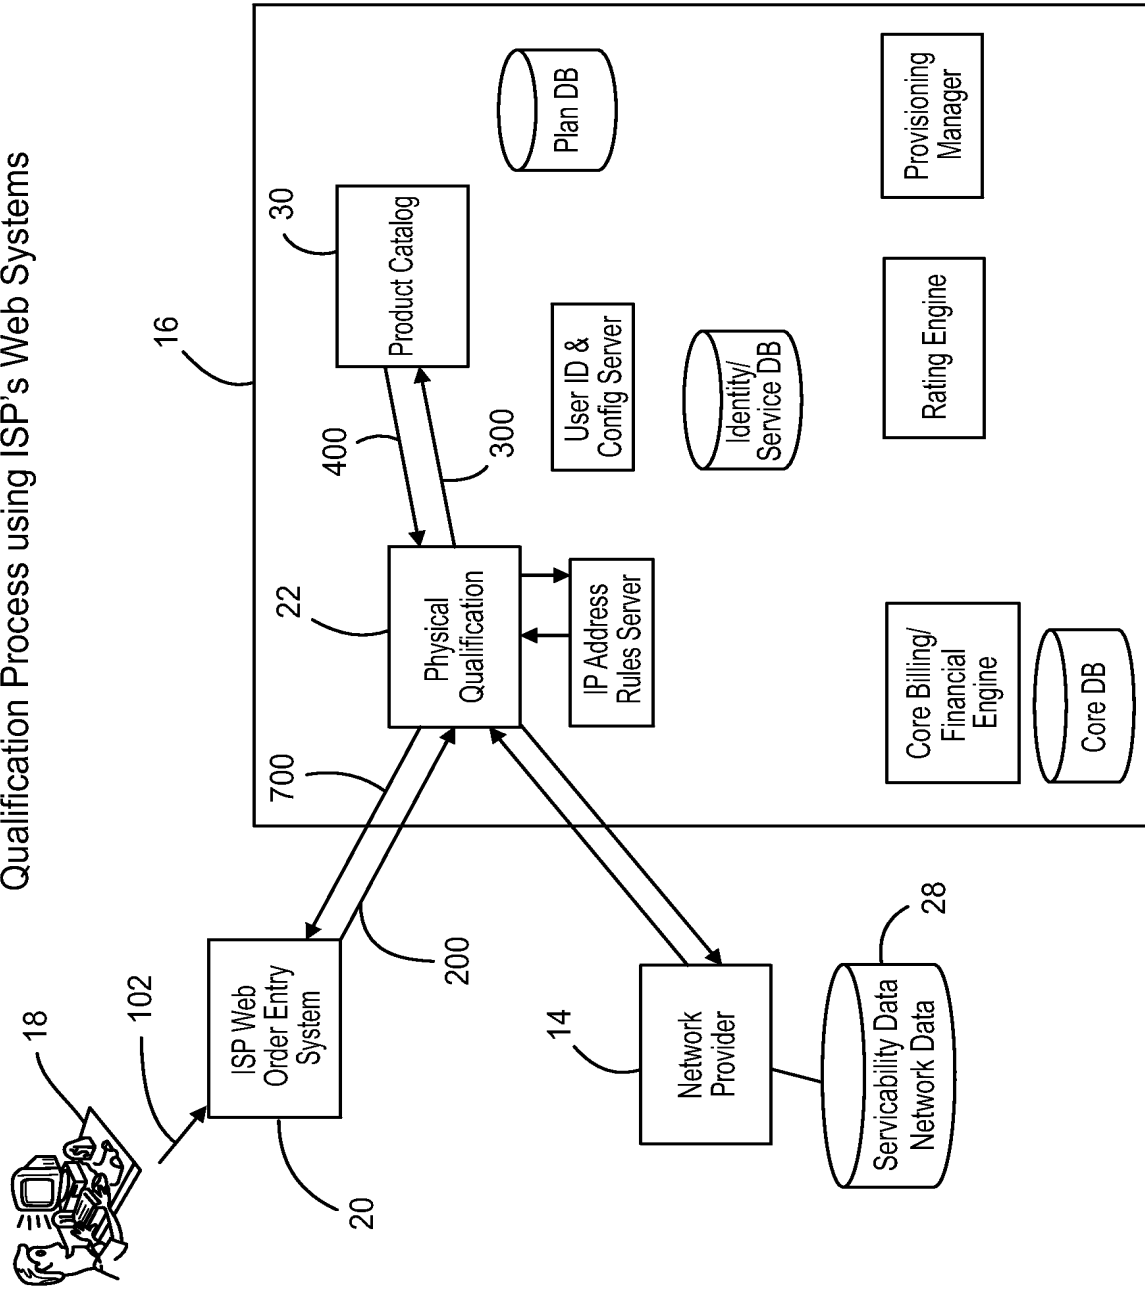 Qualification Process using ISP's Web Systems
18
102
ISP Web
Order Entry
System
20
200
700
16
22
Physical
Qualification
400
300
30
Product Catalog
Plan DB
IP Address
Rules Server
User ID &
Config Server
Identity/
Service DB
14
Network
Provider
28
Servicability Data
Network Data
Core Billing/
Financial
Engine
Core DB
Rating Engine
Provisioning
Manager